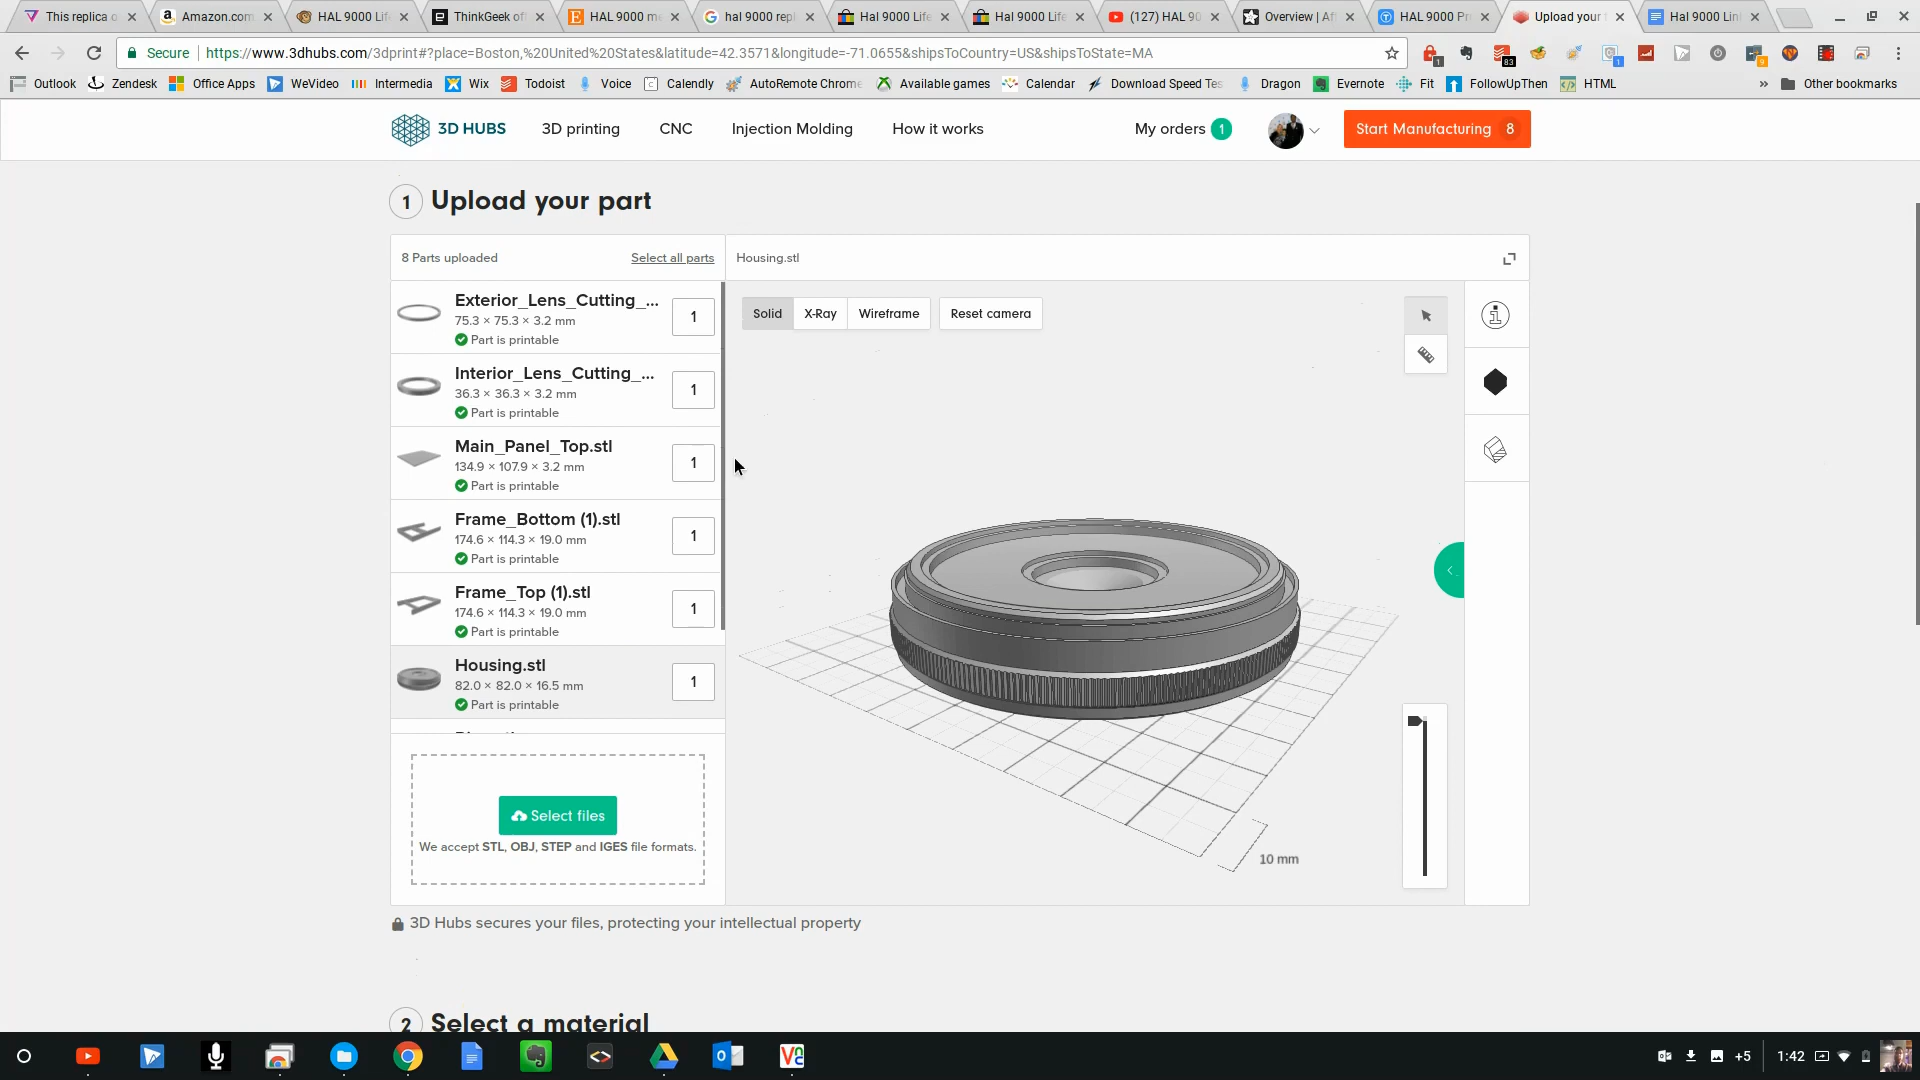 This replica o
Amazon.com
HAL 9000 Life
ThinkGeek off
HAL 9000 me
hal 9000 repl
Hal 9000 Life
Hal 9000 Life
(127) HAL 90
Overview | Af
HAL 9000 Pr
Upload your
Hal 9000 Lin
Secure https://www.3dhubs.com/3dprint#?place=Boston,%20United%20States&latitude=42.3571&longitude=-71.0655&shipsToCountry=US&shipsToState=MA
1 83 1 9
Outlook Zendesk Office Apps WeVideo Intermedia Wix Todoist Voice Calendly AutoRemote Chrome Available games Calendar Download Speed Tes Dragon Evernote Fit FollowUpThen HTML » Other bookmarks
3D HUBS 3D printing CNC Injection Molding How it works My orders 1 Start Manufacturing 8
1 Upload your part
8 Parts uploaded Select all parts Housing.stl
Solid X-Ray Wireframe Reset camera
Exterior_Lens_Cutting_...
75.3 × 75.3 × 3.2 mm
Part is printable
1
Interior_Lens_Cutting_...
36.3 × 36.3 × 3.2 mm
Part is printable
1
Main_Panel_Top.stl
134.9 × 107.9 × 3.2 mm
Part is printable
1
Frame_Bottom (1).stl
174.6 × 114.3 × 19.0 mm
Part is printable
1
Frame_Top (1).stl
174.6 × 114.3 × 19.0 mm
Part is printable
1
Housing.stl
82.0 × 82.0 × 16.5 mm
Part is printable
1
Select files
We accept STL, OBJ, STEP and IGES file formats.
10 mm
3D Hubs secures your files, protecting your intellectual property
2 Select a material
+5 1:42